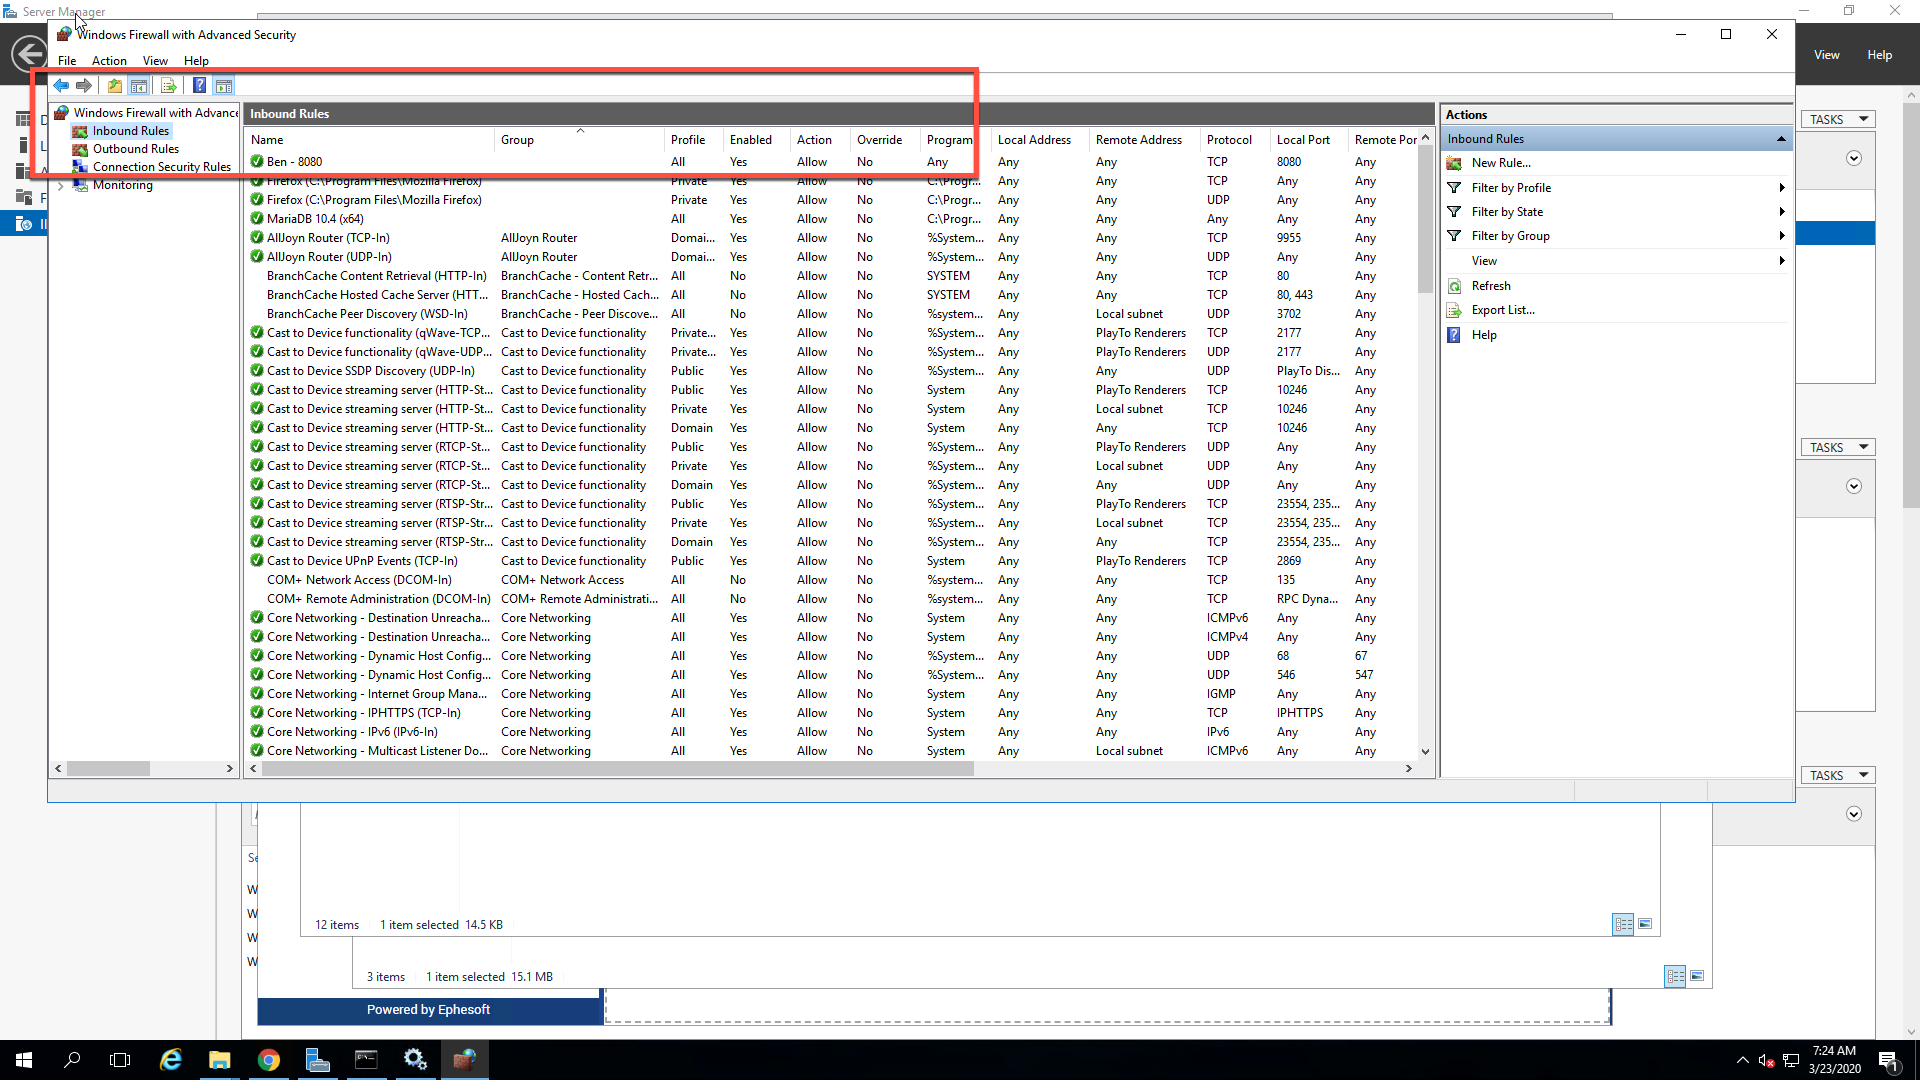 Server Manager
Windows Firewall with Advanced Security
File Action View Help
View Help
Windows Firewall with Advance
Inbound Rules
Outbound Rules
Connection Security Rules
Monitoring
Inbound Rules
Name Group Profile Enabled Action Override Program Local Address Remote Address Protocol Local Port Remote Por
Ben - 8080 All Yes Allow No Any Any Any TCP 8080 Any
Firefox (C:\Program Files\Mozilla Firefox) Private Yes Allow No C:\Progr... Any Any TCP Any Any
Firefox (C:\Program Files\Mozilla Firefox) Private Yes Allow No C:\Progr... Any Any UDP Any Any
MariaDB 10.4 (x64) All Yes Allow No C:\Progr... Any Any Any Any Any
AllJoyn Router (TCP-In) AllJoyn Router Domai... Yes Allow No %System... Any Any TCP 9955 Any
AllJoyn Router (UDP-In) AllJoyn Router Domai... Yes Allow No %System... Any Any UDP Any Any
BranchCache Content Retrieval (HTTP-In) BranchCache - Content Retr... All No Allow No SYSTEM Any Any TCP 80 Any
BranchCache Hosted Cache Server (HTT... BranchCache - Hosted Cach... All No Allow No SYSTEM Any Any TCP 80, 443 Any
BranchCache Peer Discovery (WSD-In) BranchCache - Peer Discove... All No Allow No %system... Any Local subnet UDP 3702 Any
Cast to Device functionality (qWave-TCP... Cast to Device functionality Private... Yes Allow No %System... Any PlayTo Renderers TCP 2177 Any
Cast to Device functionality (qWave-UDP... Cast to Device functionality Private... Yes Allow No %System... Any PlayTo Renderers UDP 2177 Any
Cast to Device SSDP Discovery (UDP-In) Cast to Device functionality Public Yes Allow No %System... Any Any UDP PlayTo Dis... Any
Cast to Device streaming server (HTTP-St... Cast to Device functionality Public Yes Allow No System Any PlayTo Renderers TCP 10246 Any
Cast to Device streaming server (HTTP-St... Cast to Device functionality Private Yes Allow No System Any Local subnet TCP 10246 Any
Cast to Device streaming server (HTTP-St... Cast to Device functionality Domain Yes Allow No System Any Any TCP 10246 Any
Cast to Device streaming server (RTCP-St... Cast to Device functionality Public Yes Allow No %System... Any PlayTo Renderers UDP Any Any
Cast to Device streaming server (RTCP-St... Cast to Device functionality Private Yes Allow No %System... Any Local subnet UDP Any Any
Cast to Device streaming server (RTCP-St... Cast to Device functionality Domain Yes Allow No %System... Any Any UDP Any Any
Cast to Device streaming server (RTSP-Str... Cast to Device functionality Public Yes Allow No %System... Any PlayTo Renderers TCP 23554, 235... Any
Cast to Device streaming server (RTSP-Str... Cast to Device functionality Private Yes Allow No %System... Any Local subnet TCP 23554, 235... Any
Cast to Device streaming server (RTSP-Str... Cast to Device functionality Domain Yes Allow No %System... Any Any TCP 23554, 235... Any
Cast to Device UPnP Events (TCP-In) Cast to Device functionality Public Yes Allow No System Any PlayTo Renderers TCP 2869 Any
COM+ Network Access (DCOM-In) COM+ Network Access All No Allow No %system... Any Any TCP 135 Any
COM+ Remote Administration (DCOM-In) COM+ Remote Administrati... All No Allow No %system... Any Any TCP RPC Dyna... Any
Core Networking - Destination Unreacha... Core Networking All Yes Allow No System Any Any ICMPv6 Any Any
Core Networking - Destination Unreacha... Core Networking All Yes Allow No System Any Any ICMPv4 Any Any
Core Networking - Dynamic Host Config... Core Networking All Yes Allow No %System... Any Any UDP 68 67
Core Networking - Dynamic Host Config... Core Networking All Yes Allow No %System... Any Any UDP 546 547
Core Networking - Internet Group Mana... Core Networking All Yes Allow No System Any Any IGMP Any Any
Core Networking - IPHTTPS (TCP-In) Core Networking All Yes Allow No System Any Any TCP IPHTTPS Any
Core Networking - IPv6 (IPv6-In) Core Networking All Yes Allow No System Any Any IPv6 Any Any
Core Networking - Multicast Listener Do... Core Networking All Yes Allow No System Any Local subnet ICMPv6 Any Any
Actions
Inbound Rules
New Rule...
Filter by Profile
Filter by State
Filter by Group
View
Refresh
Export List...
Help
TASKS
TASKS
TASKS
Se
W
W
W
W
12 items 1 item selected 14.5 KB
3 items 1 item selected 15.1 MB
Powered by Ephesoft
7:24 AM
3/23/2020
1